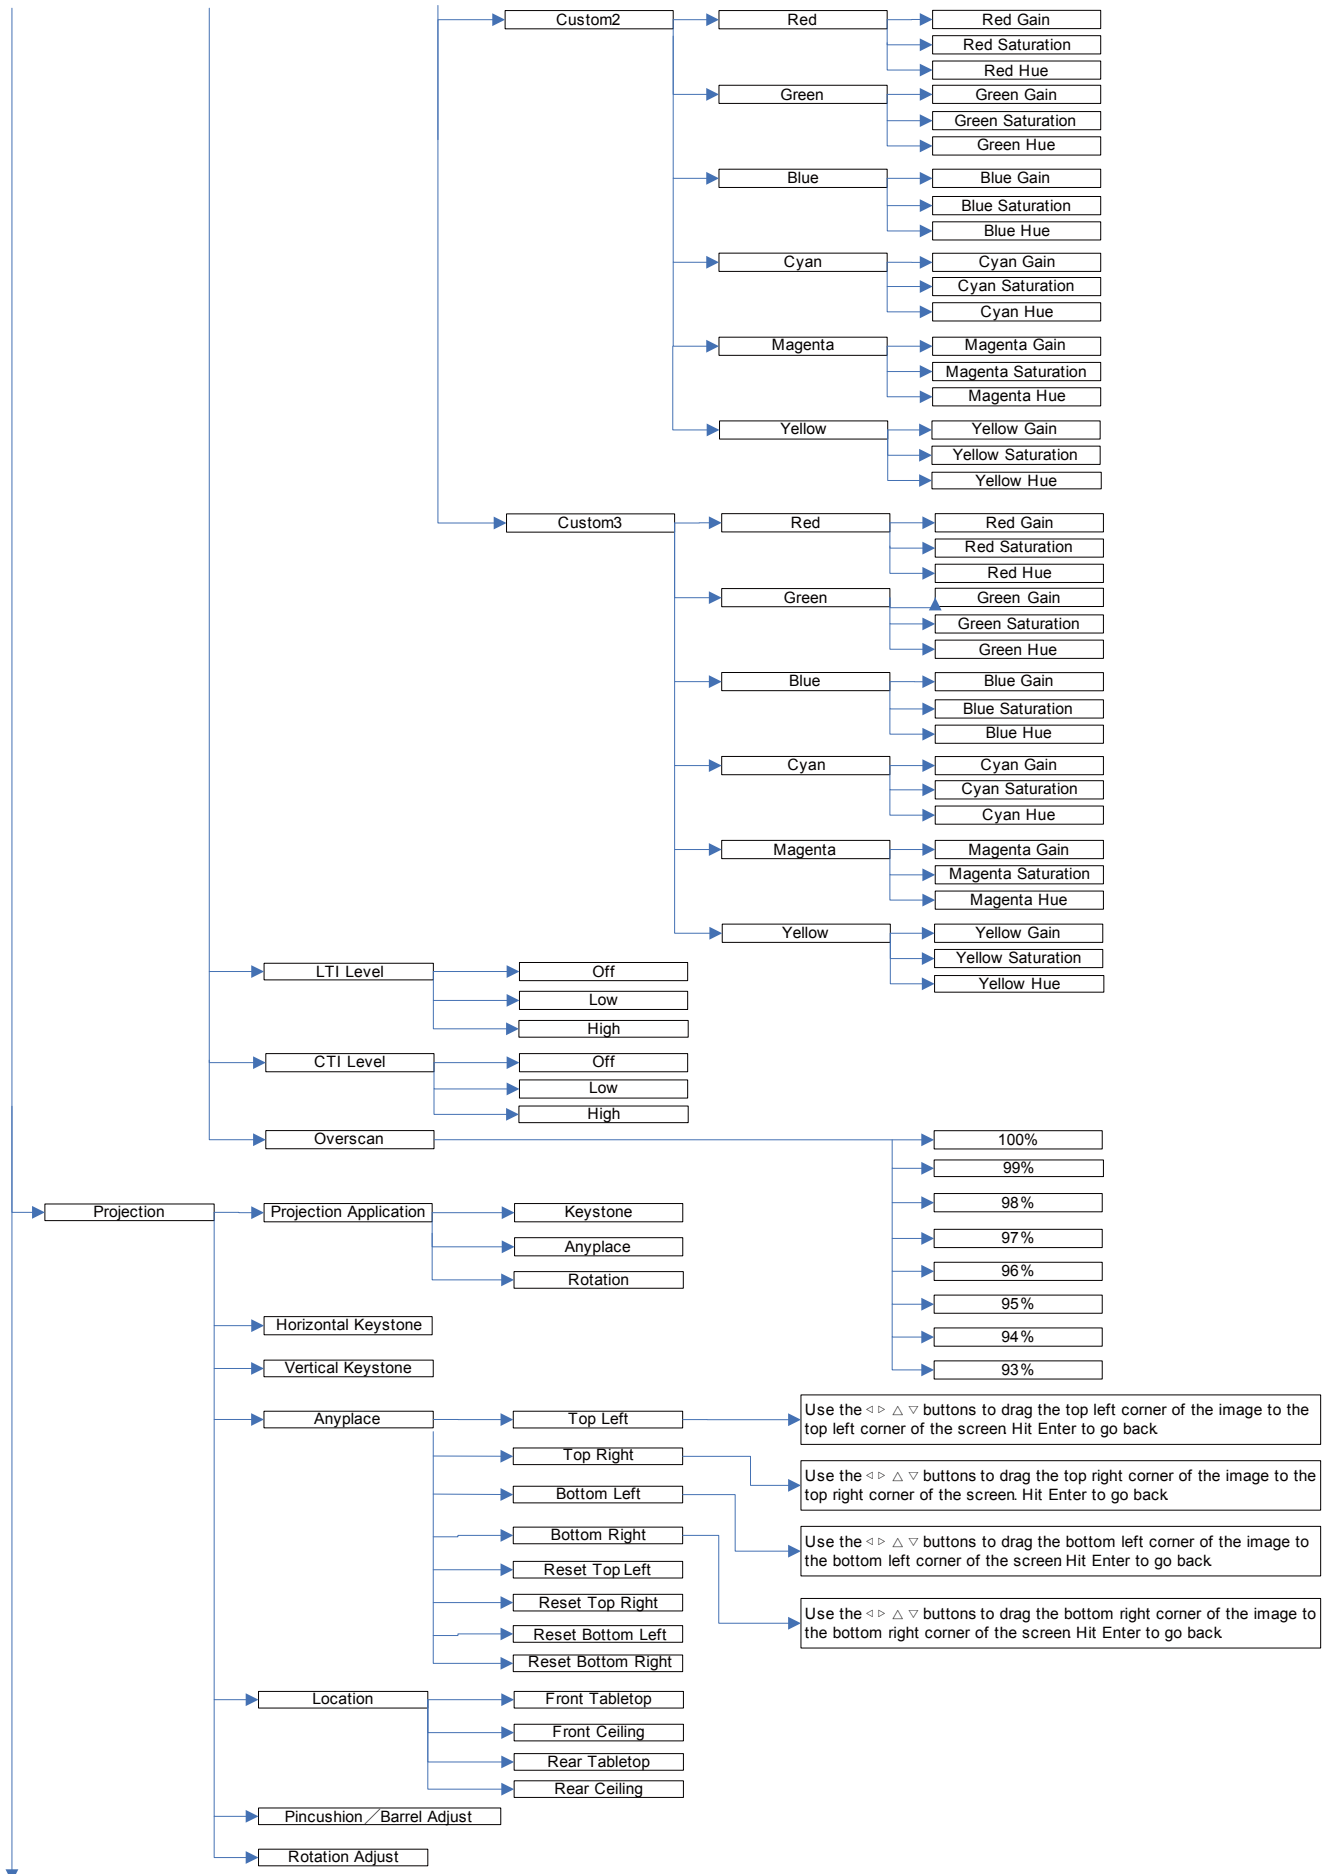 Custom2
Red
Red Gain
Red Saturation
Red Hue
Green
Green Gain
Green Saturation
Green Hue
Blue
Blue Gain
Blue Saturation
Blue Hue
Cyan
Cyan Gain
Cyan Saturation
Cyan Hue
Magenta
Magenta Gain
Magenta Saturation
Magenta Hue
Yellow
Yellow Gain
Yellow Saturation
Yellow Hue
Custom3
Red
Red Gain
Red Saturation
Red Hue
Green
Green Gain
Green Saturation
Green Hue
Blue
Blue Gain
Blue Saturation
Blue Hue
Cyan
Cyan Gain
Cyan Saturation
Cyan Hue
Magenta
Magenta Gain
Magenta Saturation
Magenta Hue
Yellow
Yellow Gain
Yellow Saturation
Yellow Hue
LTI Level
Off
Low
High
CTI Level
Off
Low
High
Overscan
100%
99%
98%
97%
96%
95%
94%
93%
Projection
Projection Application
Keystone
Anyplace
Rotation
Horizontal Keystone
Vertical Keystone
Anyplace
Top Left
Use the ◁ ▷ △ ▽ buttons to drag the top left corner of the image to the
top left corner of the screen Hit Enter to go back
Top Right
Use the ◁ ▷ △ ▽ buttons to drag the top right corner of the image to the
top right corner of the screen. Hit Enter to go back
Bottom Left
Use the ◁ ▷ △ ▽ buttons to drag the bottom left corner of the image to
the bottom left corner of the screen Hit Enter to go back
Bottom Right
Use the ◁ ▷ △ ▽ buttons to drag the bottom right corner of the image to
the bottom right corner of the screen Hit Enter to go back
Reset Top Left
Reset Top Right
Reset Bottom Left
Reset Bottom Right
Location
Front Tabletop
Front Ceiling
Rear Tabletop
Rear Ceiling
Pincushion／Barrel Adjust
Rotation Adjust